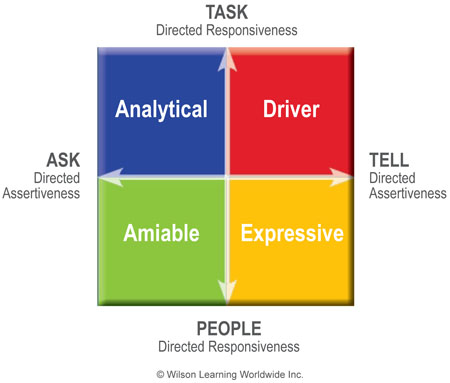 TASK
Directed Responsiveness
Analytical
Driver
ASK
Directed
Assertiveness
TELL
Directed
Assertiveness
Amiable
Expressive
PEOPLE
Directed Responsiveness
© Wilson Learning Worldwide Inc.